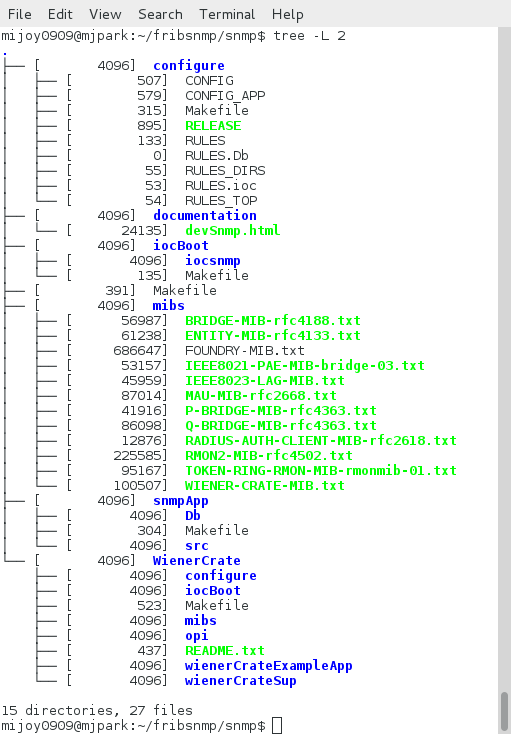 File Edit View Search Terminal Help
mijoy0909@mjpark:~/fribsnmp/snmp$ tree -L 2
.
├── [       4096]  configure
│   ├── [        507]  CONFIG
│   ├── [        579]  CONFIG_APP
│   ├── [        315]  Makefile
│   ├── [        895]  RELEASE
│   ├── [        133]  RULES
│   ├── [          0]  RULES.Db
│   ├── [         55]  RULES_DIRS
│   ├── [         53]  RULES.ioc
│   └── [         54]  RULES_TOP
├── [       4096]  documentation
│   └── [      24135]  devSnmp.html
├── [       4096]  iocBoot
│   ├── [       4096]  iocsnmp
│   └── [        135]  Makefile
├── [        391]  Makefile
├── [       4096]  mibs
│   ├── [      56987]  BRIDGE-MIB-rfc4188.txt
│   ├── [      61238]  ENTITY-MIB-rfc4133.txt
│   ├── [     686647]  FOUNDRY-MIB.txt
│   ├── [      53157]  IEEE8021-PAE-MIB-bridge-03.txt
│   ├── [      45959]  IEEE8023-LAG-MIB.txt
│   ├── [      87014]  MAU-MIB-rfc2668.txt
│   ├── [      41916]  P-BRIDGE-MIB-rfc4363.txt
│   ├── [      86098]  Q-BRIDGE-MIB-rfc4363.txt
│   ├── [      12876]  RADIUS-AUTH-CLIENT-MIB-rfc2618.txt
│   ├── [     225585]  RMON2-MIB-rfc4502.txt
│   ├── [      95167]  TOKEN-RING-RMON-MIB-rmonmib-01.txt
│   └── [     100507]  WIENER-CRATE-MIB.txt
├── [       4096]  snmpApp
│   ├── [       4096]  Db
│   ├── [        304]  Makefile
│   └── [       4096]  src
└── [       4096]  WienerCrate
    ├── [       4096]  configure
    ├── [       4096]  iocBoot
    ├── [        523]  Makefile
    ├── [       4096]  mibs
    ├── [       4096]  opi
    ├── [        437]  README.txt
    ├── [       4096]  wienerCrateExampleApp
    └── [       4096]  wienerCrateSup
15 directories, 27 files
mijoy0909@mjpark:~/fribsnmp/snmp$